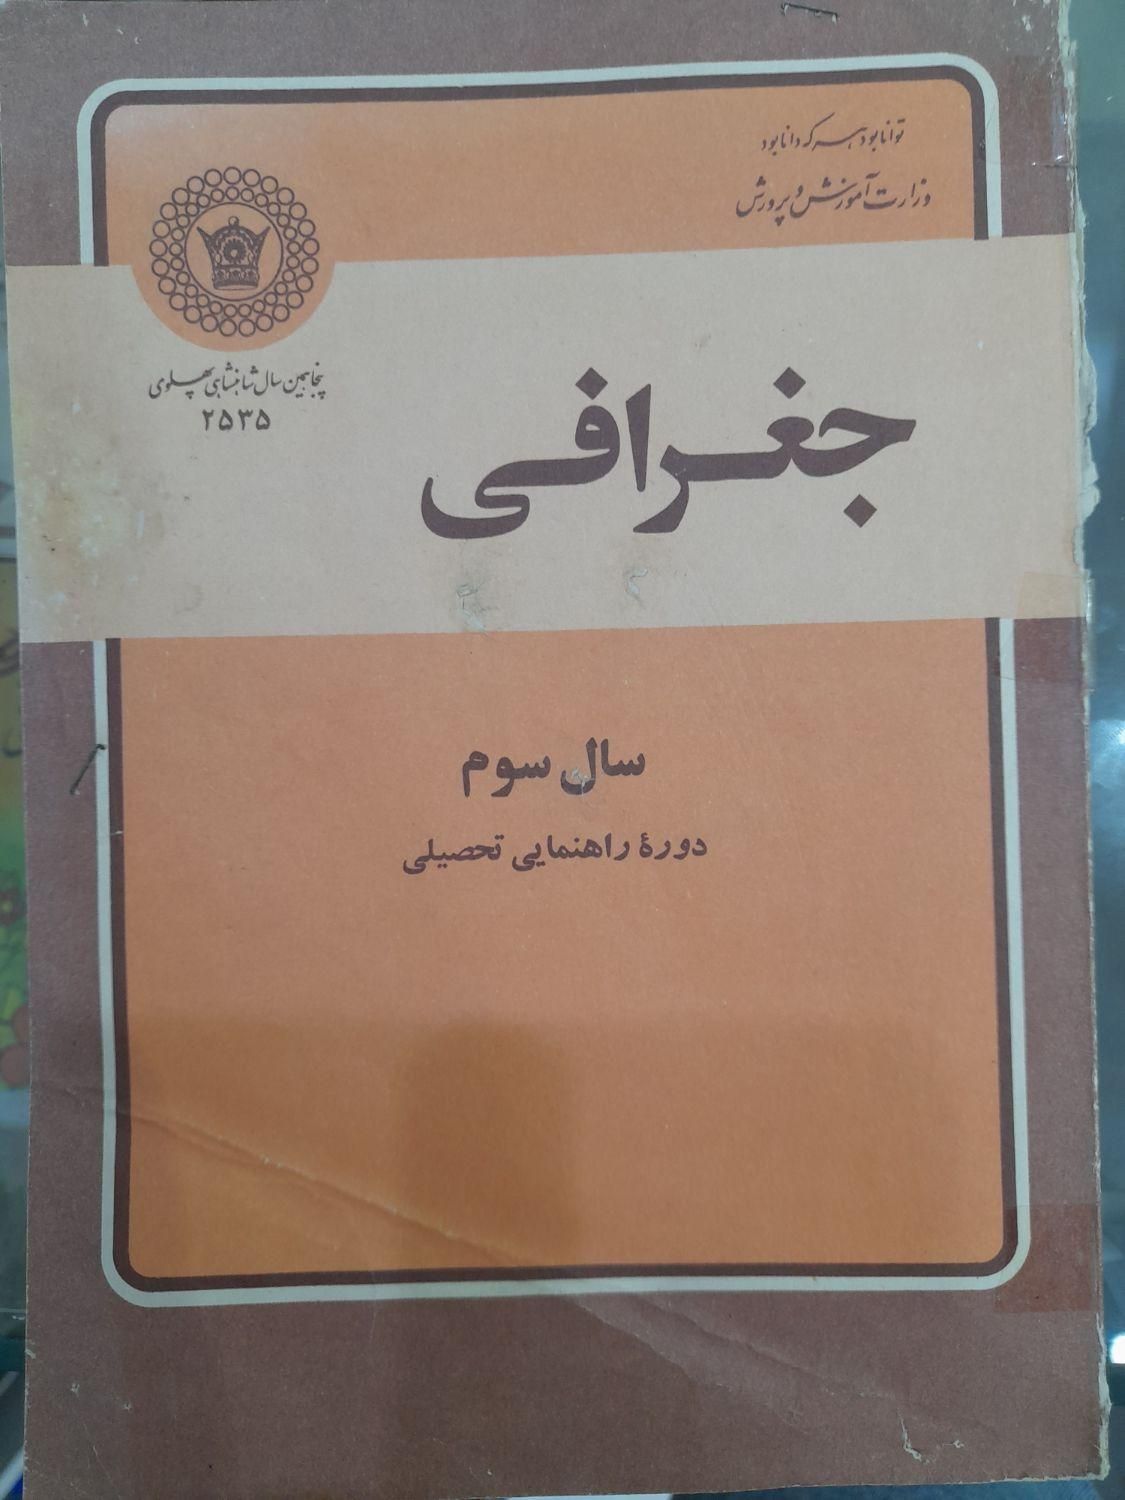 توانا بود هر که دانا بود
وزارت آموزش و پرورش
پنجاهمین سال شاهنشاهی پهلوی
۲۵۳۵
جغرافی
سال سوم
دورهٔ راهنمایی تحصیلی